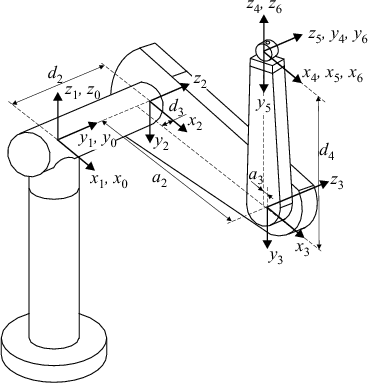 z4, z6
z5, y4, y6
x4, x5, x6
y5
d2
z1, z0
z2
d3
x2
y1, y0
y2
d4
x1, x0
a2
a3
z3
x3
y3